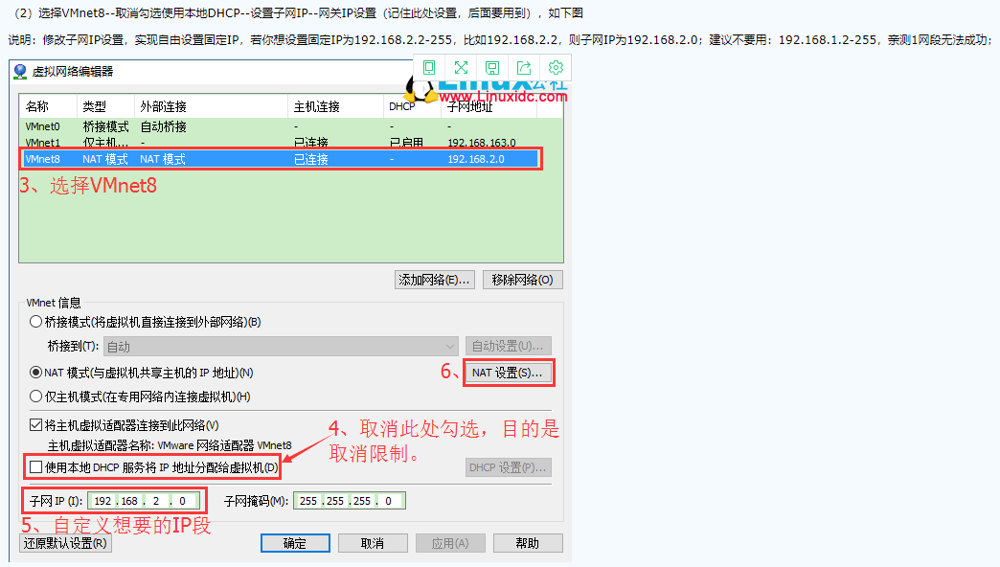 （2）选择VMnet8--取消勾选使用本地DHCP--设置子网IP--网关IP设置（记住此处设置，后面要用到），如下图
说明：修改子网IP设置，实现自由设置固定IP，若你想设置固定IP为192.168.2.2-255，比如192.168.2.2，则子网IP为192.168.2.0；建议不要用：192.168.1.2-255，亲测1网段无法成功；
虚拟网络编辑器
Linux公社
www.Linuxidc.com
名称 类型 外部连接 主机连接 DHCP 子网地址
VMnet0 桥接模式 自动桥接 - - -
VMnet1 仅主机... - 已连接 已启用 192.168.163.0
VMnet8 NAT 模式 NAT 模式 已连接 - 192.168.2.0
3、选择VMnet8
添加网络(E)... 移除网络(O)
VMnet 信息
桥接模式(将虚拟机直接连接到外部网络)(B)
桥接到(T): 自动 自动设置(U)...
NAT 模式(与虚拟机共享主机的 IP 地址)(N) 6、 NAT 设置(S)...
仅主机模式(在专用网络内连接虚拟机)(H)
将主机虚拟适配器连接到此网络(V)
主机虚拟适配器名称: VMware 网络适配器 VMnet8
4、取消此处勾选，目的是
取消限制。
使用本地 DHCP 服务将 IP 地址分配给虚拟机(D) DHCP 设置(P)...
子网 IP (I): 192 . 168 . 2 . 0 子网掩码(M): 255 . 255 . 255 . 0
5、自定义想要的IP段
还原默认设置(R) 确定 取消 应用(A) 帮助